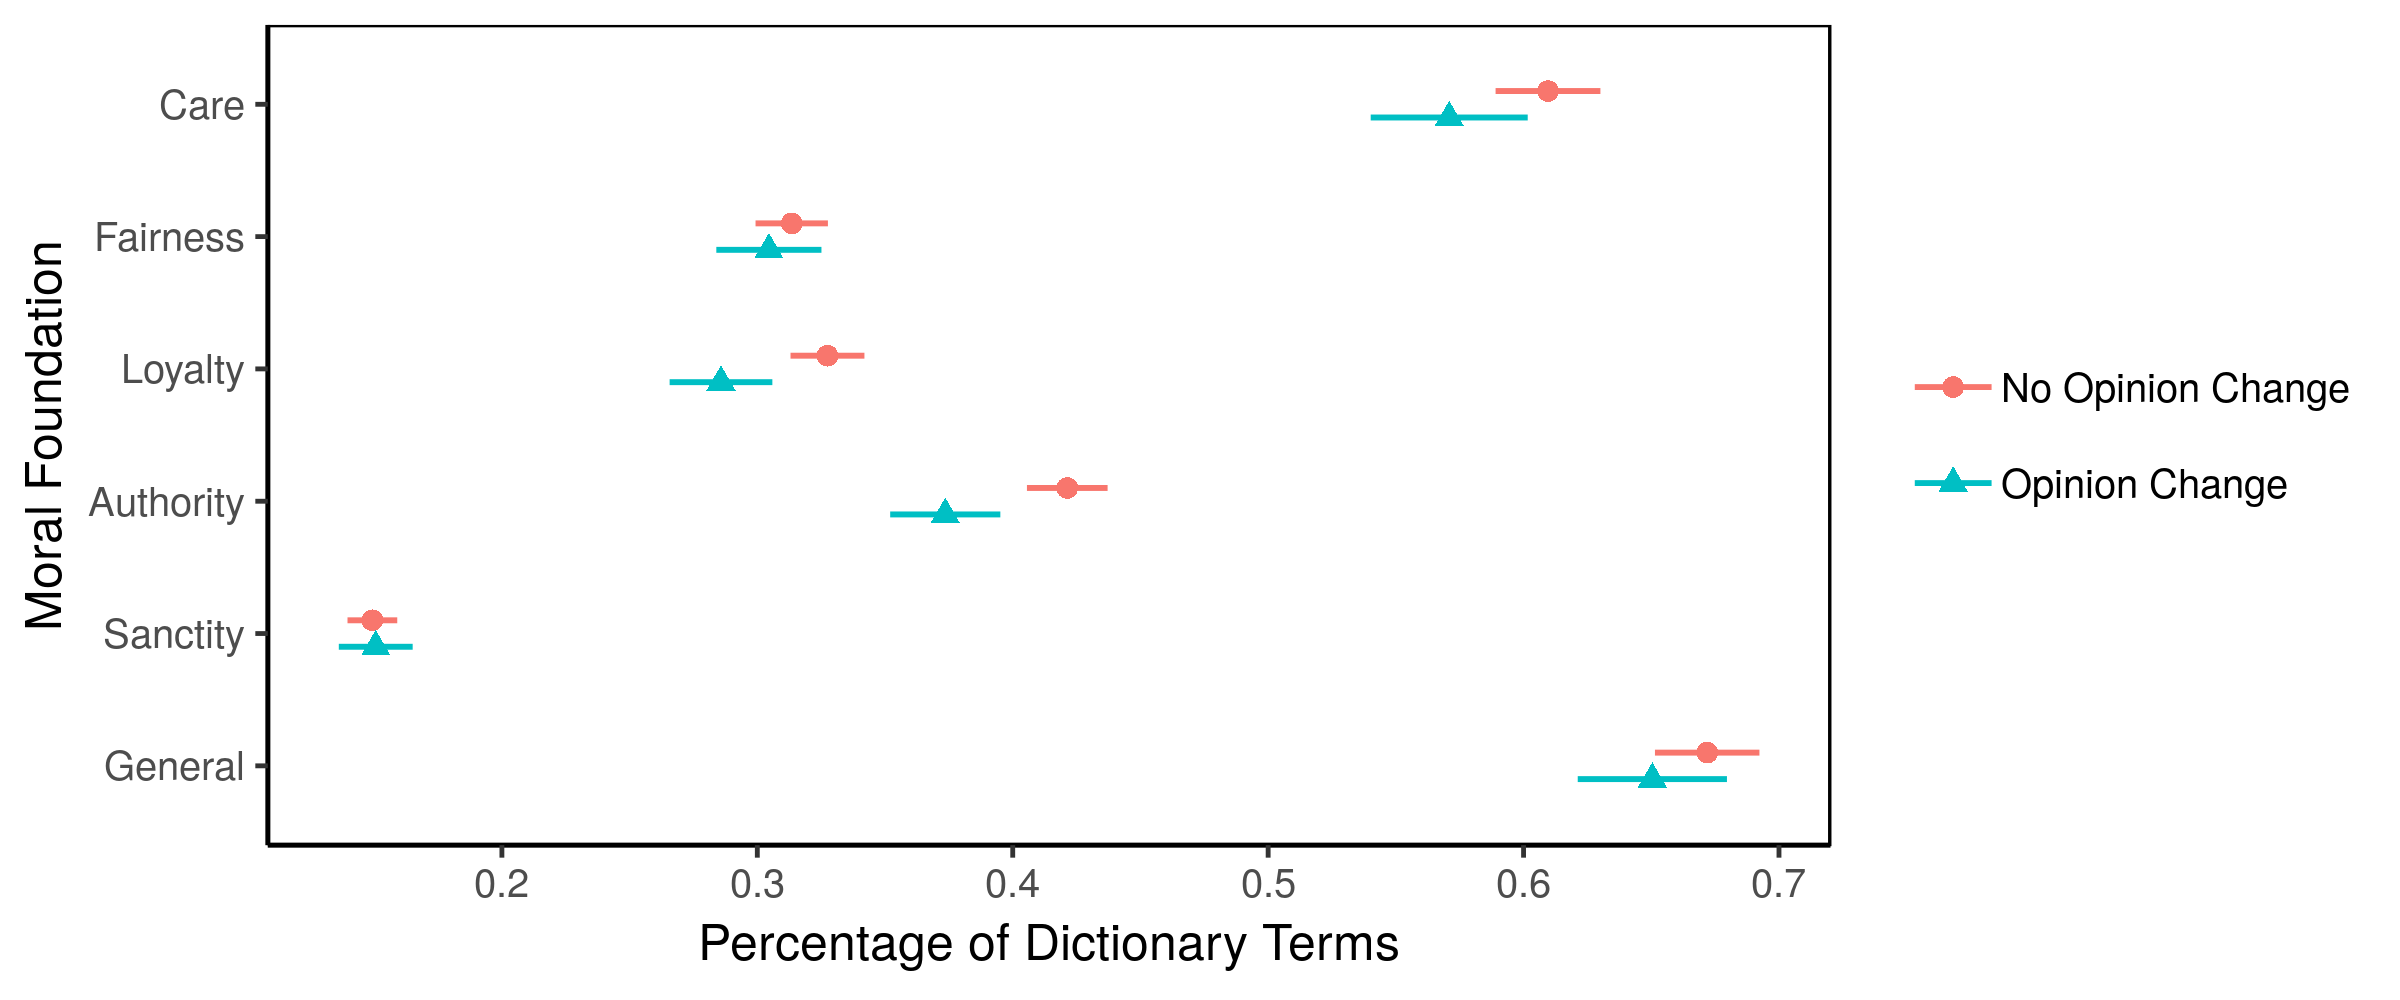 Moral Foundation
Care
Fairness
Loyalty
Authority
Sanctity
General
0.2 0.3 0.4 0.5 0.6 0.7
Percentage of Dictionary Terms
No Opinion Change
Opinion Change